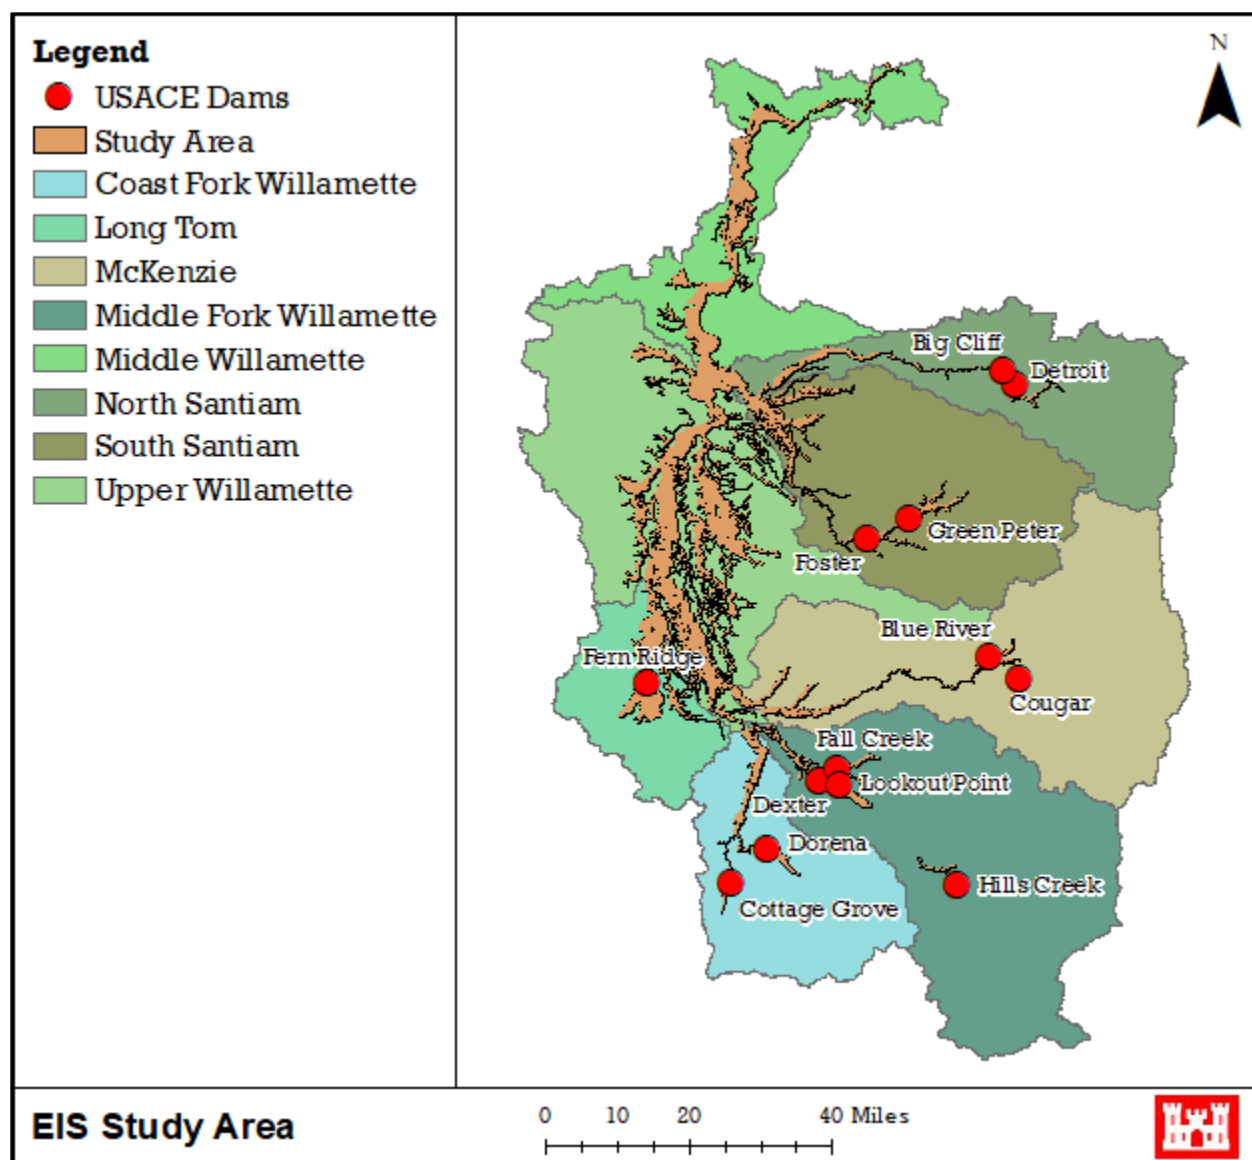 Legend
USACE Dams
Study Area
Coast Fork Willamette
Long Tom
McKenzie
Middle Fork Willamette
Middle Willamette
North Santiam
South Santiam
Upper Willamette
N
Big Cliff
Detroit
Green Peter
Foster
Blue River
Fern Ridge
Cougar
Fall Creek
Lookout Point
Dexter
Dorena
Hills Creek
Cottage Grove
EIS Study Area
0 10 20 40 Miles